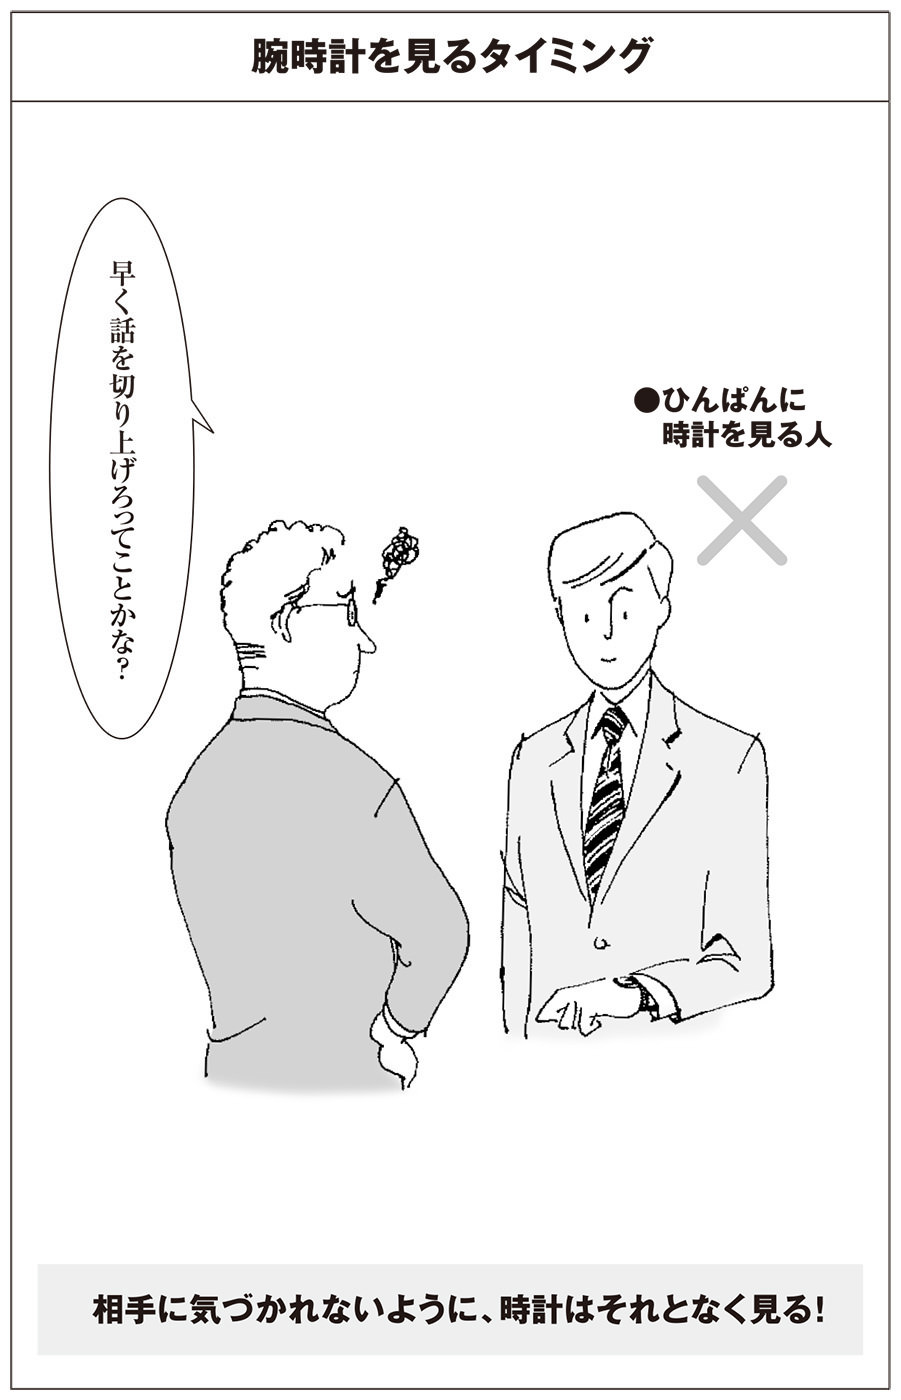 腕時計を見るタイミング
早く話を切り上げろってことかな？
●ひんぱんに
時計を見る人
相手に気づかれないように、時計はそれとなく見る！